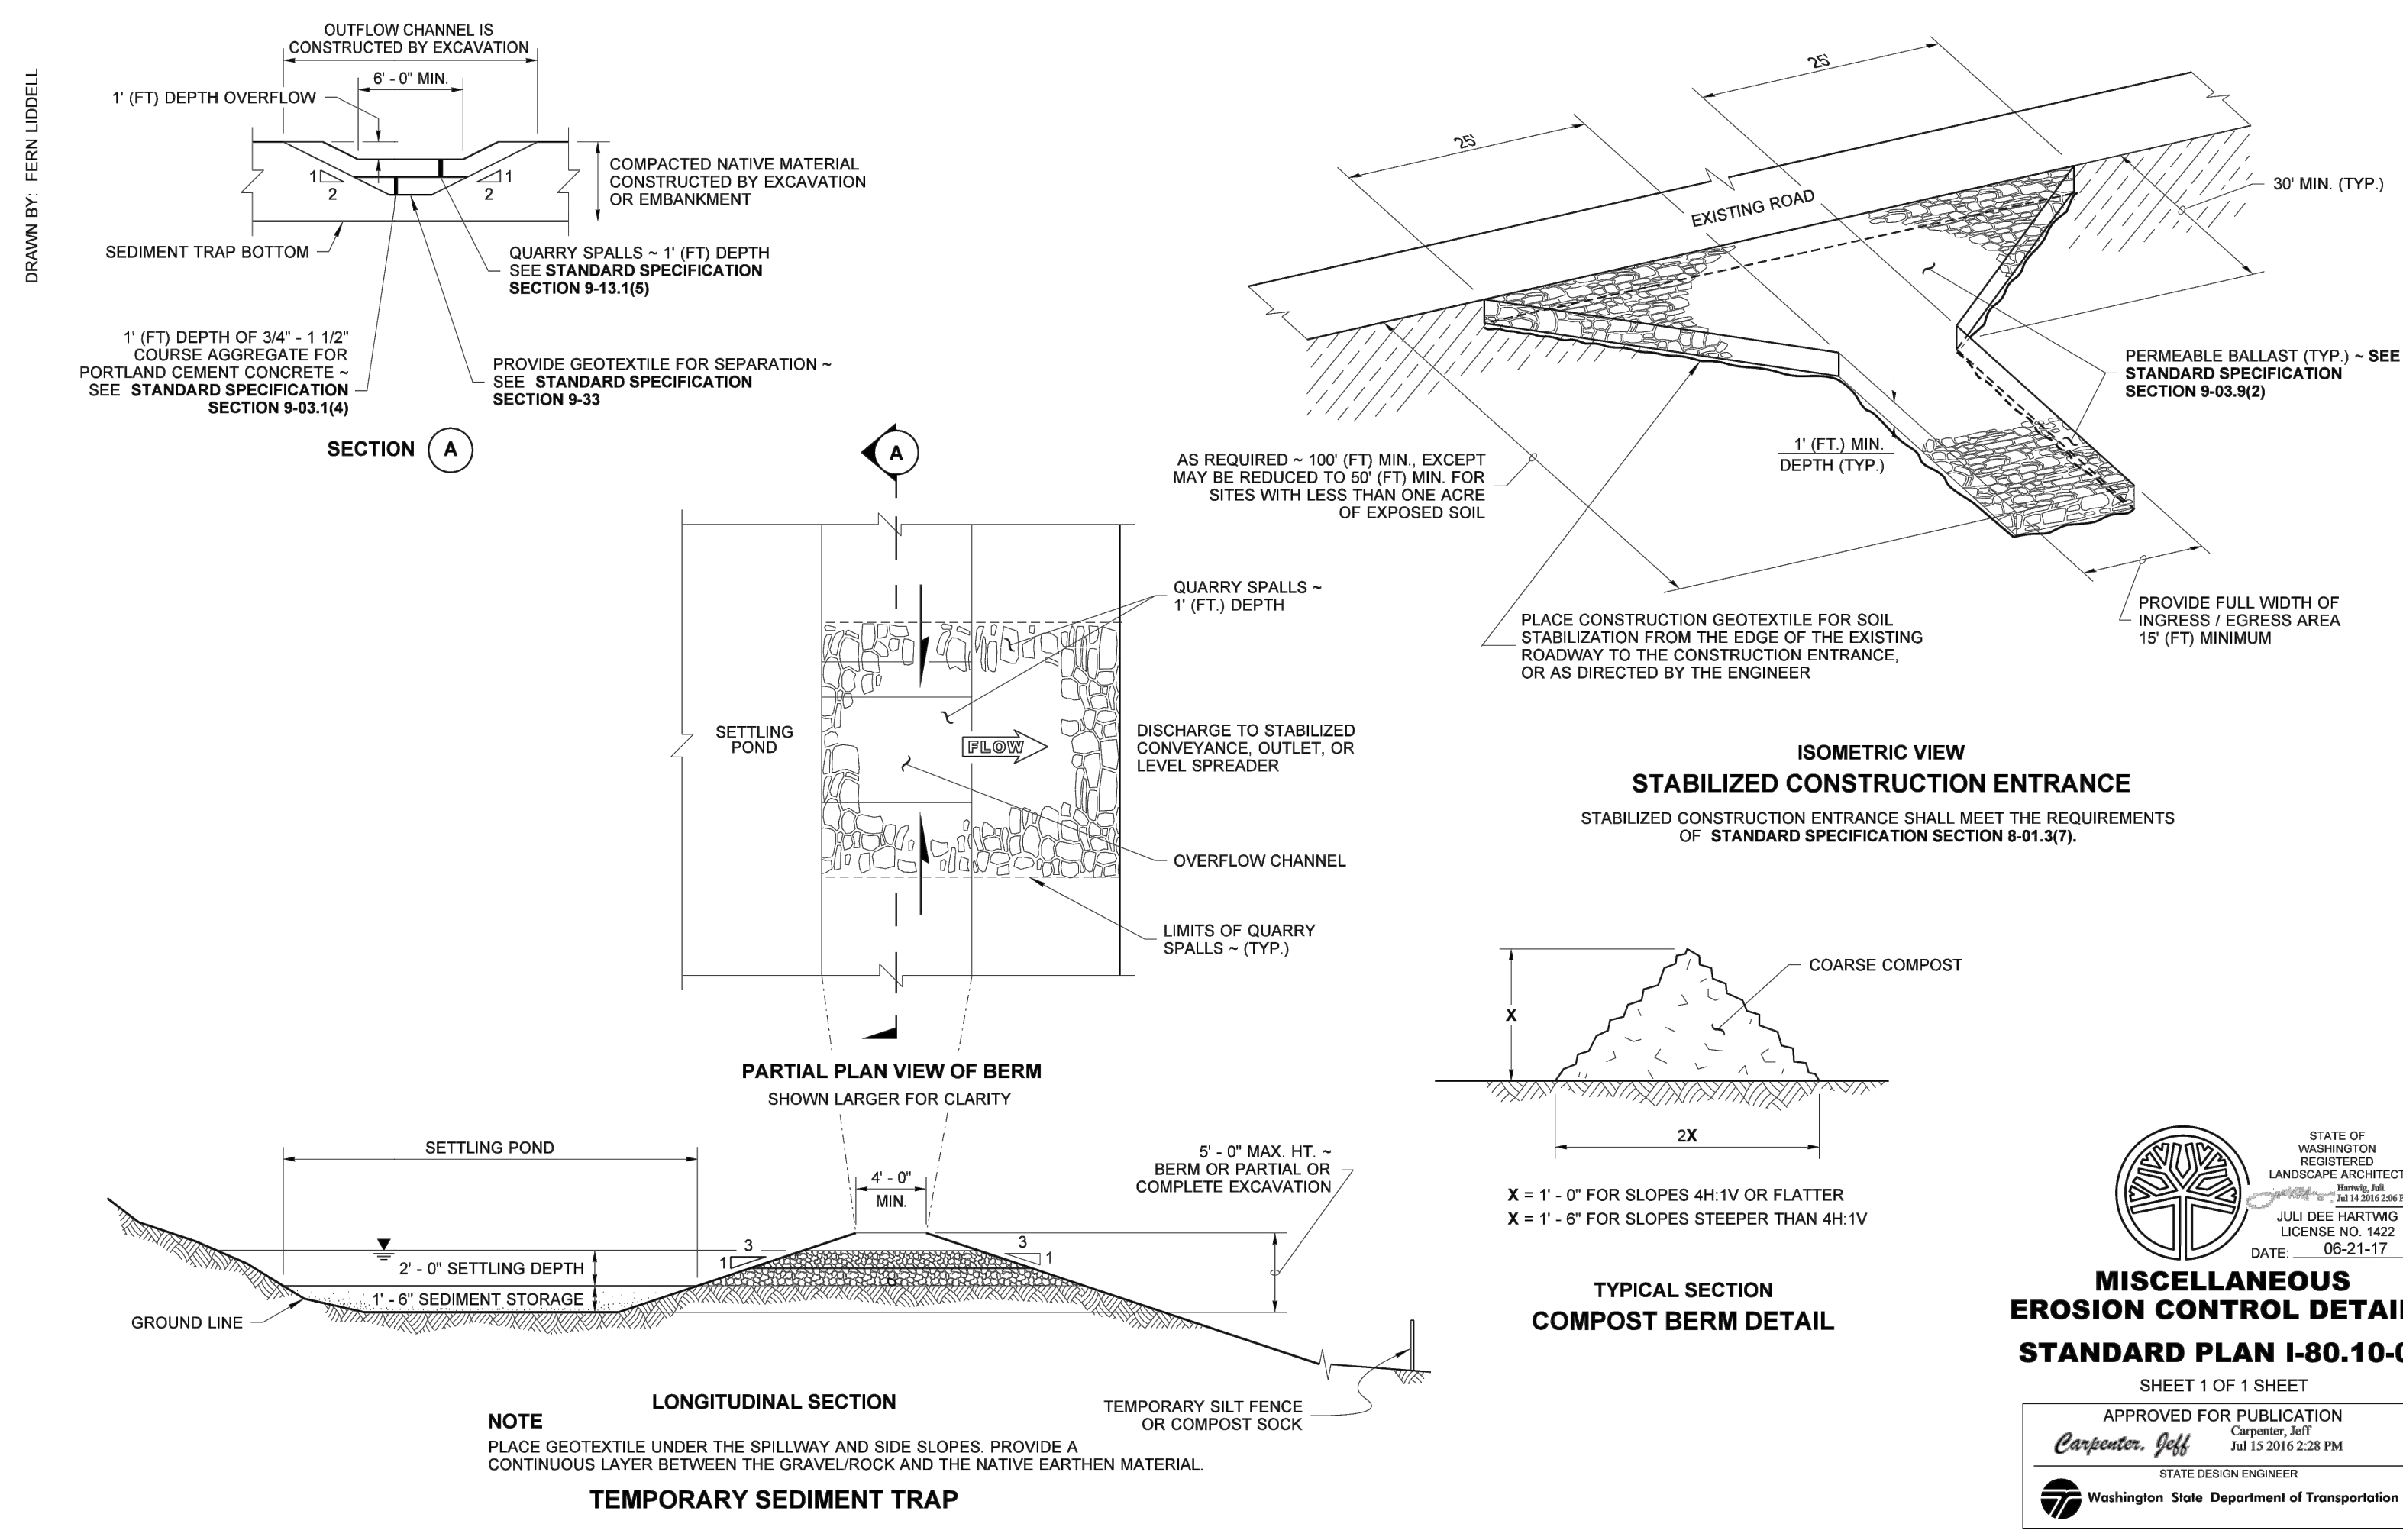 DRAWN BY: FERN LIDDELL
OUTFLOW CHANNEL IS
CONSTRUCTED BY EXCAVATION
6' - 0" MIN.
1' (FT) DEPTH OVERFLOW
1
2
1
2
COMPACTED NATIVE MATERIAL
CONSTRUCTED BY EXCAVATION
OR EMBANKMENT
SEDIMENT TRAP BOTTOM
QUARRY SPALLS ~ 1' (FT) DEPTH
SEE STANDARD SPECIFICATION
SECTION 9-13.1(5)
1' (FT) DEPTH OF 3/4" - 1 1/2"
COURSE AGGREGATE FOR
PORTLAND CEMENT CONCRETE ~
SEE STANDARD SPECIFICATION
SECTION 9-03.1(4)
PROVIDE GEOTEXTILE FOR SEPARATION ~
SEE STANDARD SPECIFICATION
SECTION 9-33
SECTION A
A
SETTLING
POND
FLOW
QUARRY SPALLS ~
1' (FT.) DEPTH
DISCHARGE TO STABILIZED
CONVEYANCE, OUTLET, OR
LEVEL SPREADER
OVERFLOW CHANNEL
LIMITS OF QUARRY
SPALLS ~ (TYP.)
PARTIAL PLAN VIEW OF BERM
SHOWN LARGER FOR CLARITY
SETTLING POND
4' - 0"
MIN.
5' - 0" MAX. HT. ~
BERM OR PARTIAL OR
COMPLETE EXCAVATION
3
1
3
1
2' - 0" SETTLING DEPTH
1' - 6" SEDIMENT STORAGE
GROUND LINE
TEMPORARY SILT FENCE
OR COMPOST SOCK
LONGITUDINAL SECTION
NOTE
PLACE GEOTEXTILE UNDER THE SPILLWAY AND SIDE SLOPES. PROVIDE A
CONTINUOUS LAYER BETWEEN THE GRAVEL/ROCK AND THE NATIVE EARTHEN MATERIAL.
TEMPORARY SEDIMENT TRAP
25'
25'
EXISTING ROAD
30' MIN. (TYP.)
PERMEABLE BALLAST (TYP.) ~ SEE
STANDARD SPECIFICATION
SECTION 9-03.9(2)
1' (FT.) MIN.
DEPTH (TYP.)
AS REQUIRED ~ 100' (FT) MIN., EXCEPT
MAY BE REDUCED TO 50' (FT) MIN. FOR
SITES WITH LESS THAN ONE ACRE
OF EXPOSED SOIL
PLACE CONSTRUCTION GEOTEXTILE FOR SOIL
STABILIZATION FROM THE EDGE OF THE EXISTING
ROADWAY TO THE CONSTRUCTION ENTRANCE,
OR AS DIRECTED BY THE ENGINEER
PROVIDE FULL WIDTH OF
INGRESS / EGRESS AREA
15' (FT) MINIMUM
ISOMETRIC VIEW
STABILIZED CONSTRUCTION ENTRANCE
STABILIZED CONSTRUCTION ENTRANCE SHALL MEET THE REQUIREMENTS
OF STANDARD SPECIFICATION SECTION 8-01.3(7).
COARSE COMPOST
X
2X
X = 1' - 0" FOR SLOPES 4H:1V OR FLATTER
X = 1' - 6" FOR SLOPES STEEPER THAN 4H:1V
TYPICAL SECTION
COMPOST BERM DETAIL
STATE OF
WASHINGTON
REGISTERED
LANDSCAPE ARCHITECT
Hartwig, Juli
Jul 14 2016 2:06
JULI DEE HARTWIG
LICENSE NO. 1422
DATE: 06-21-17
MISCELLANEOUS
EROSION CONTROL DETAI
STANDARD PLAN I-80.10-0
SHEET 1 OF 1 SHEET
APPROVED FOR PUBLICATION
Carpenter, Jeff
Carpenter, Jeff
Jul 15 2016 2:28 PM
STATE DESIGN ENGINEER
Washington State Department of Transportation